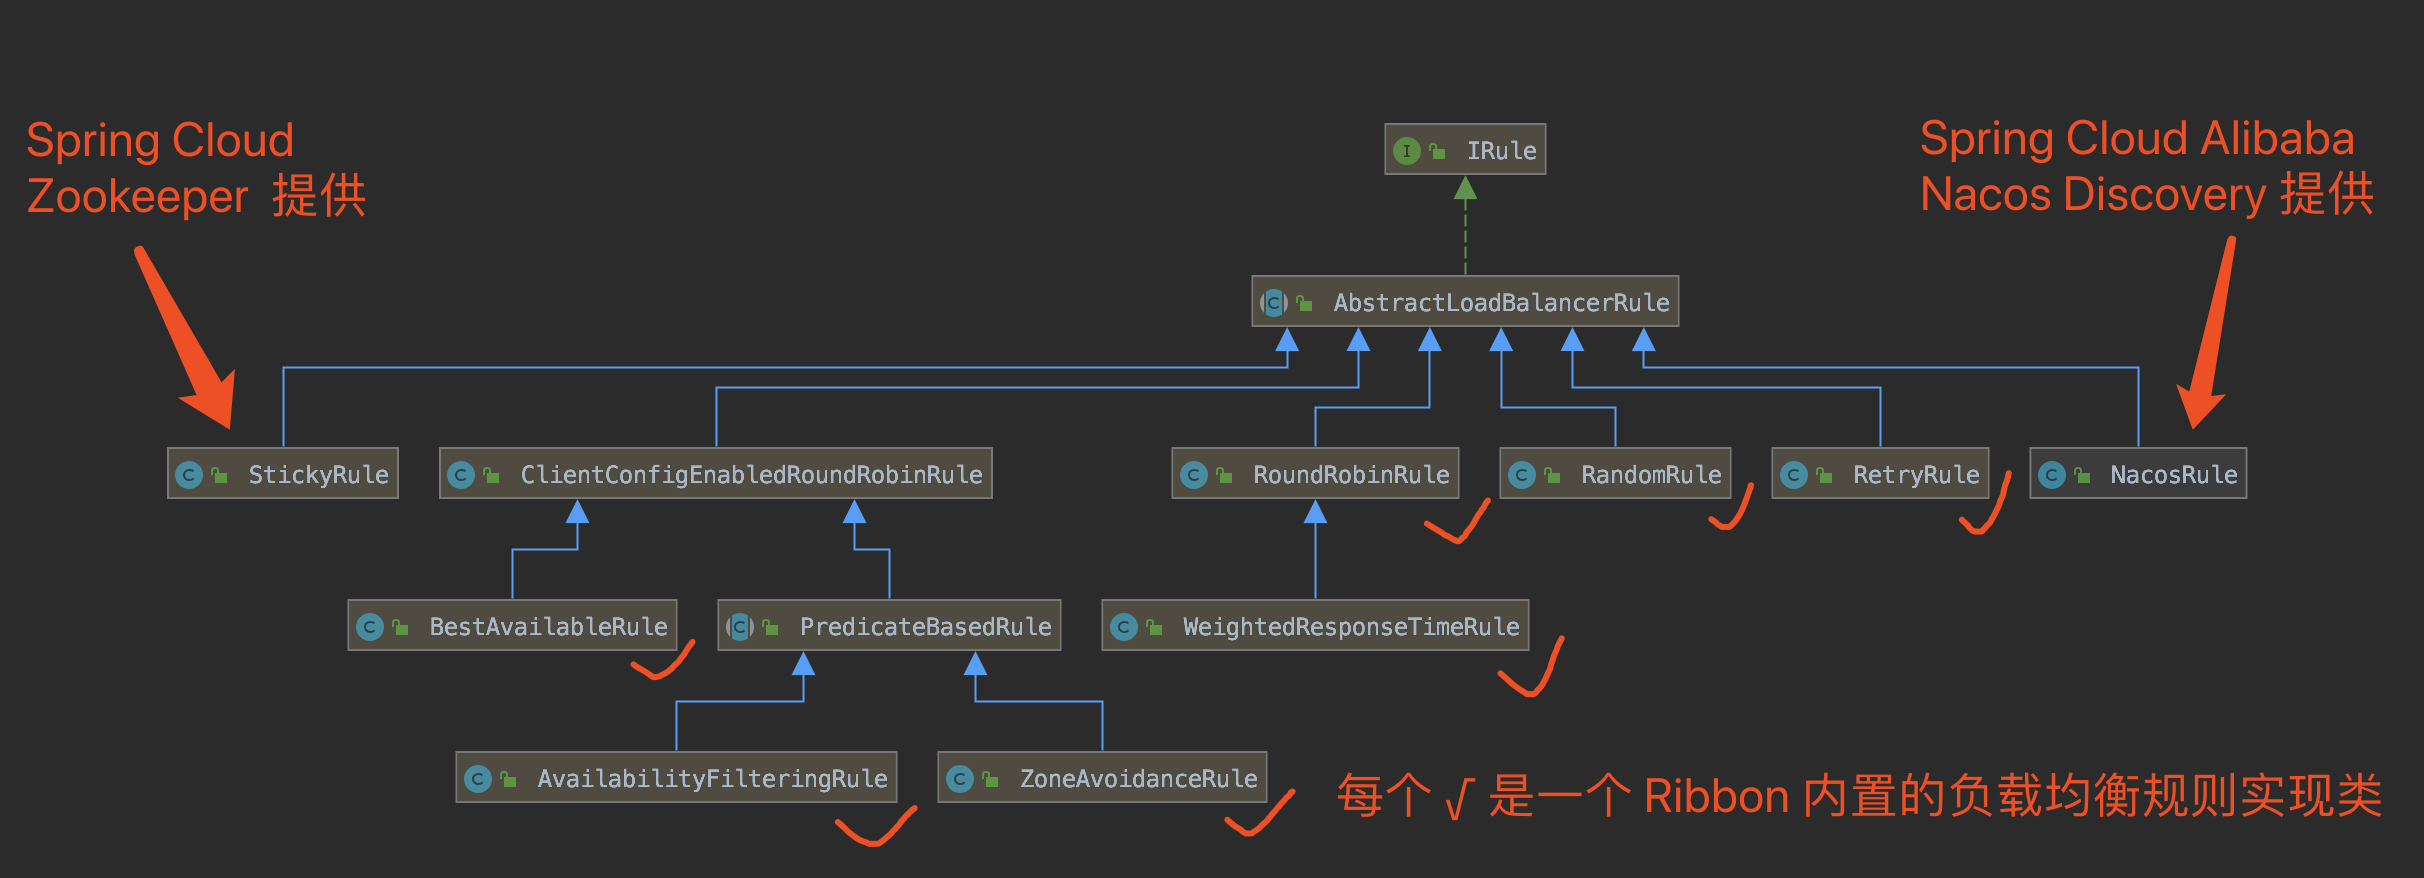 Spring Cloud
Zookeeper 提供
Spring Cloud Alibaba
Nacos Discovery 提供
I IRule
C AbstractLoadBalancerRule
C StickyRule
C ClientConfigEnabledRoundRobinRule
C RoundRobinRule
C RandomRule
C RetryRule
C NacosRule
C BestAvailableRule
C PredicateBasedRule
C WeightedResponseTimeRule
C AvailabilityFilteringRule
C ZoneAvoidanceRule
每个 √ 是一个 Ribbon 内置的负载均衡规则实现类